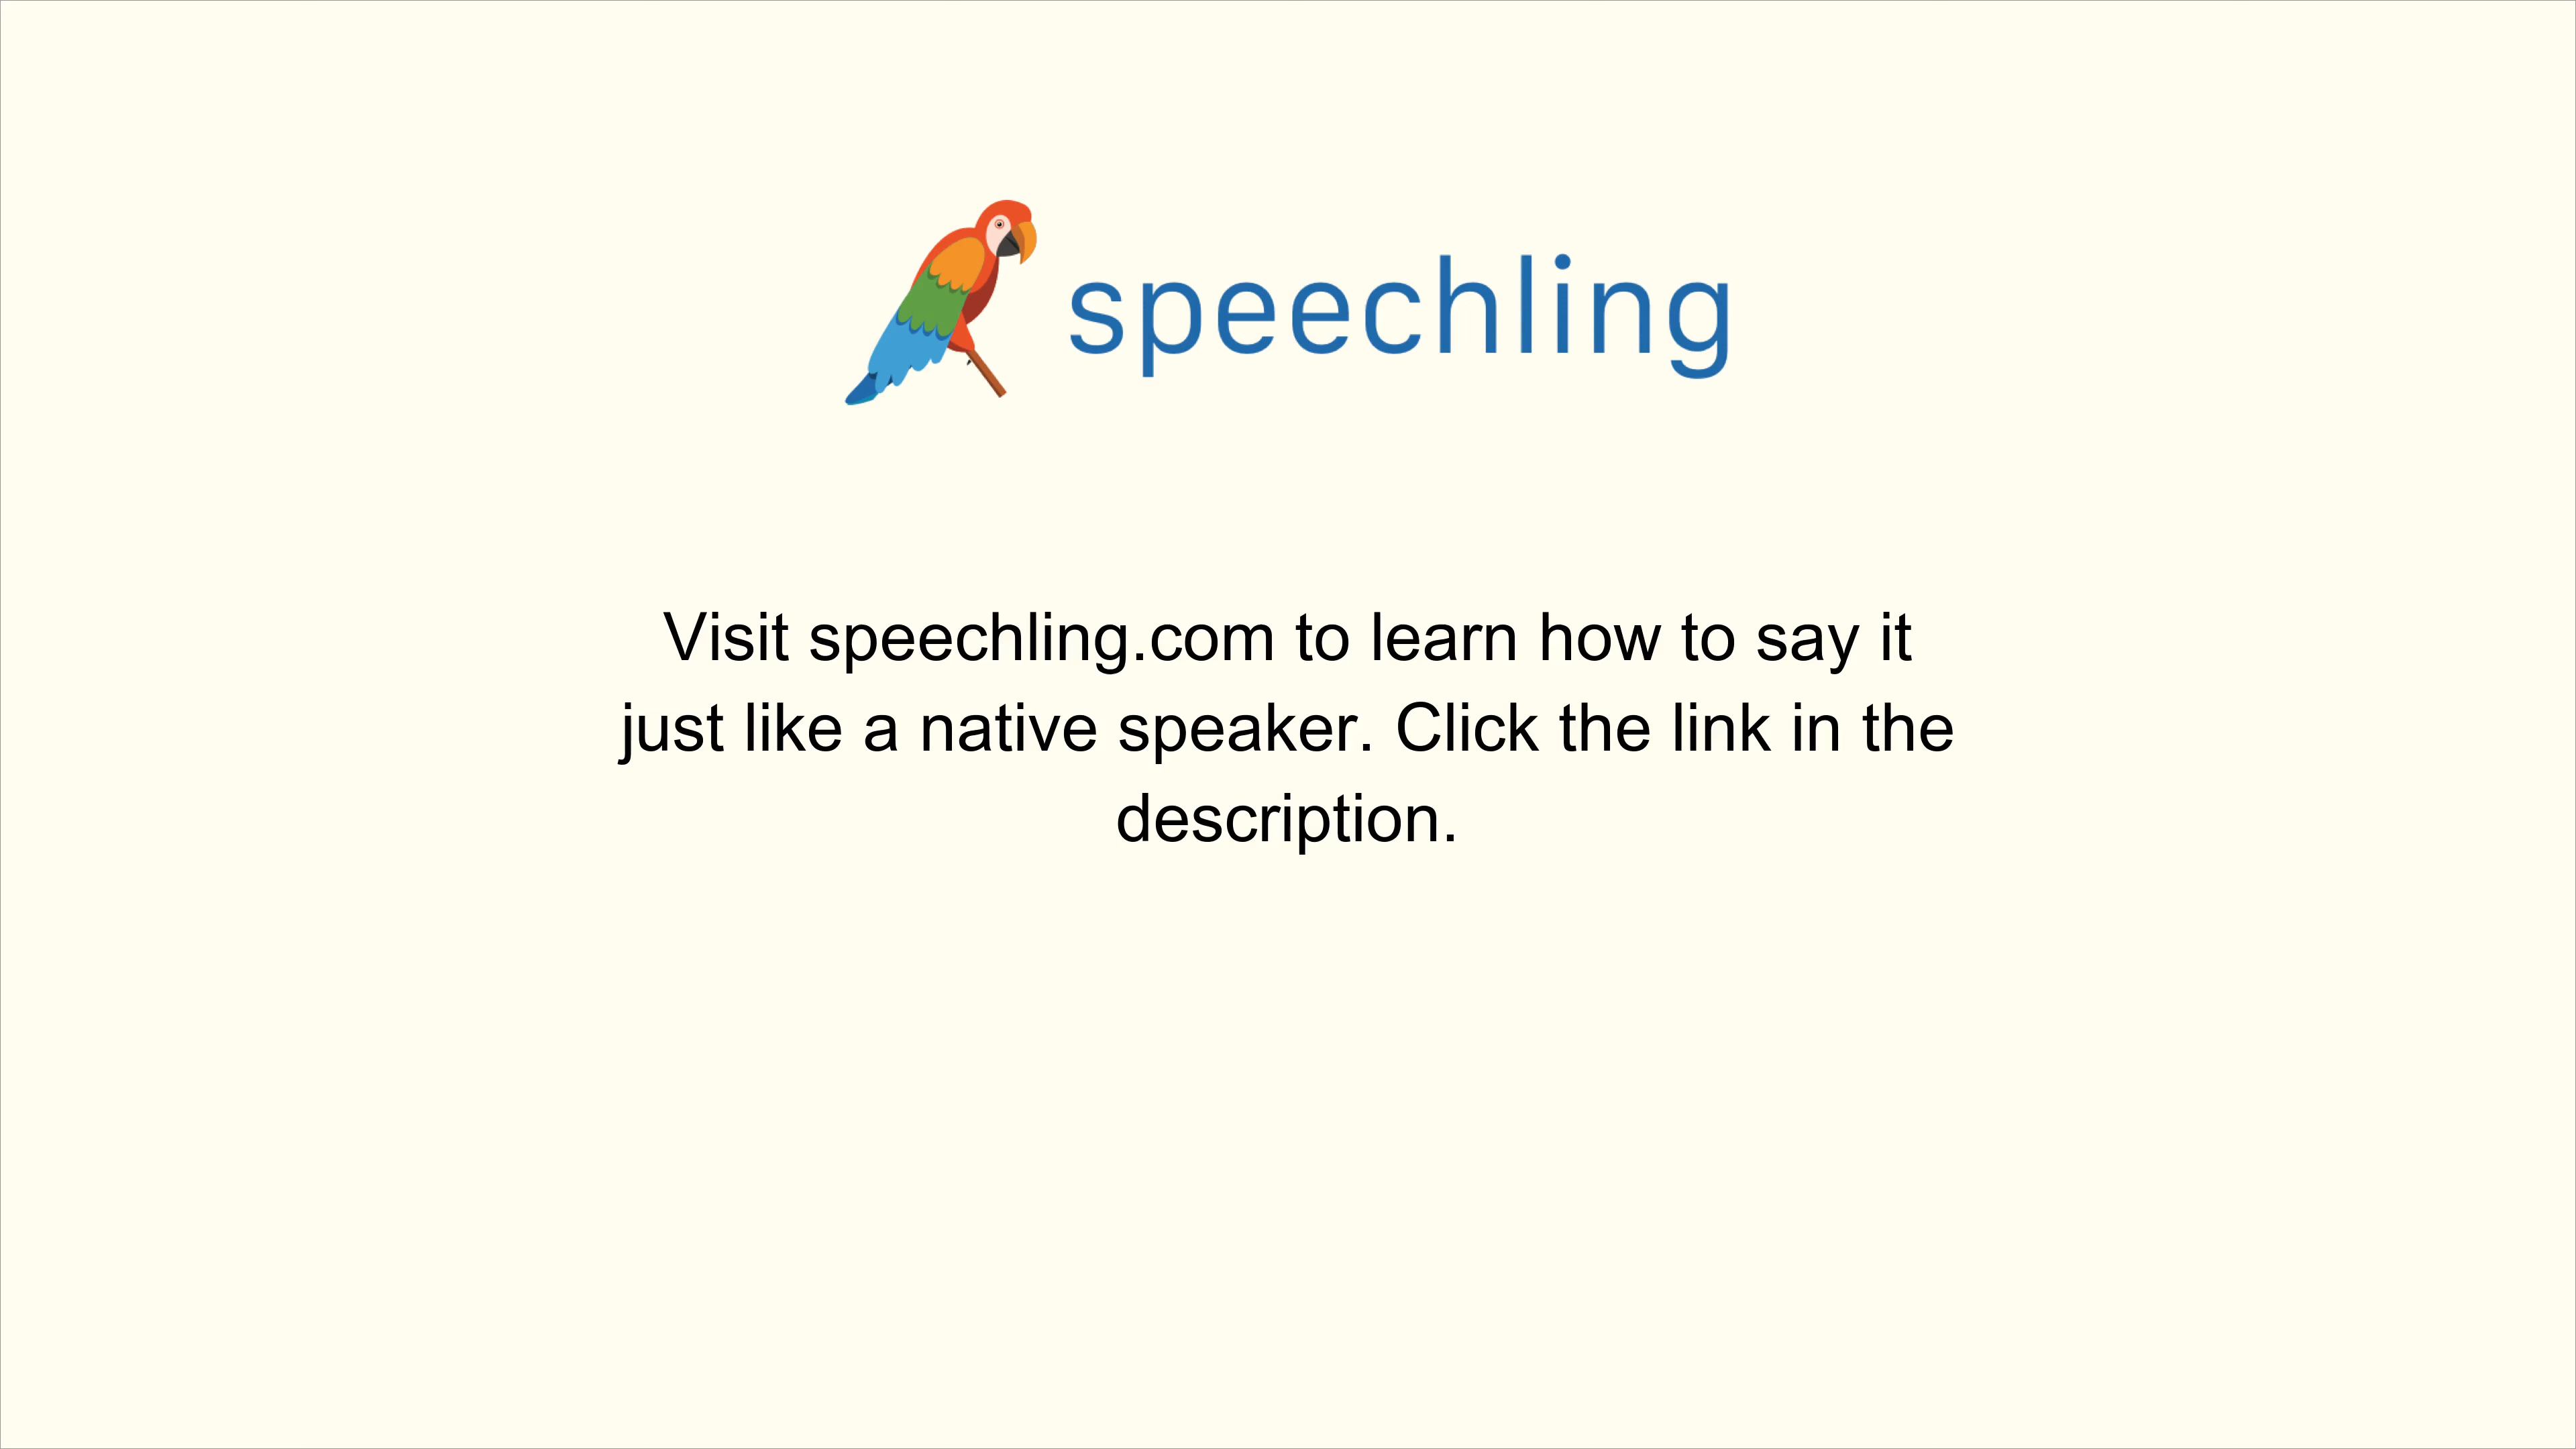 speechling
Visit speechling.com to learn how to say it
just like a native speaker. Click the link in the
description.